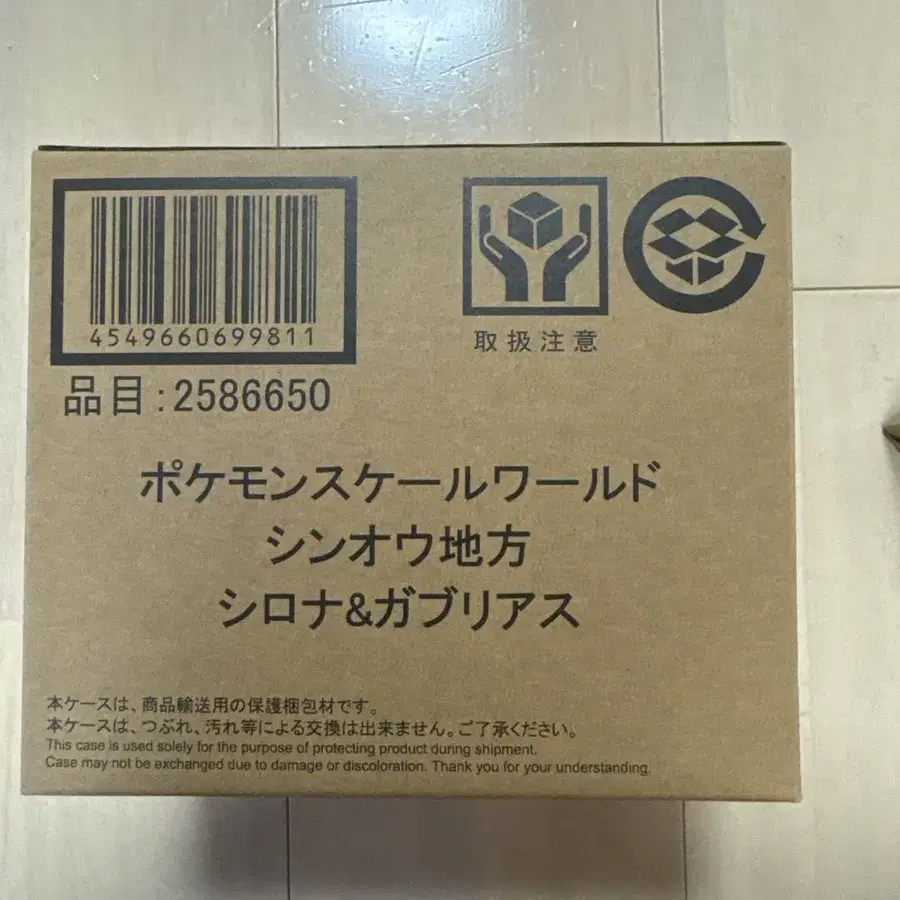 4549660699811
取扱注意
品目:2586650
ポケモンスケールワールド
シンオウ地方
シロナ&ガブリアス
本ケースは、商品輸送用の保護梱包材です。
本ケースは、つぶれ、汚れ等による交換は出来ません。ご了承ください。
This case is used solely for the purpose of protecting product during shipment.
Case may not be exchanged due to damage or discoloration. Thank you for your understanding.